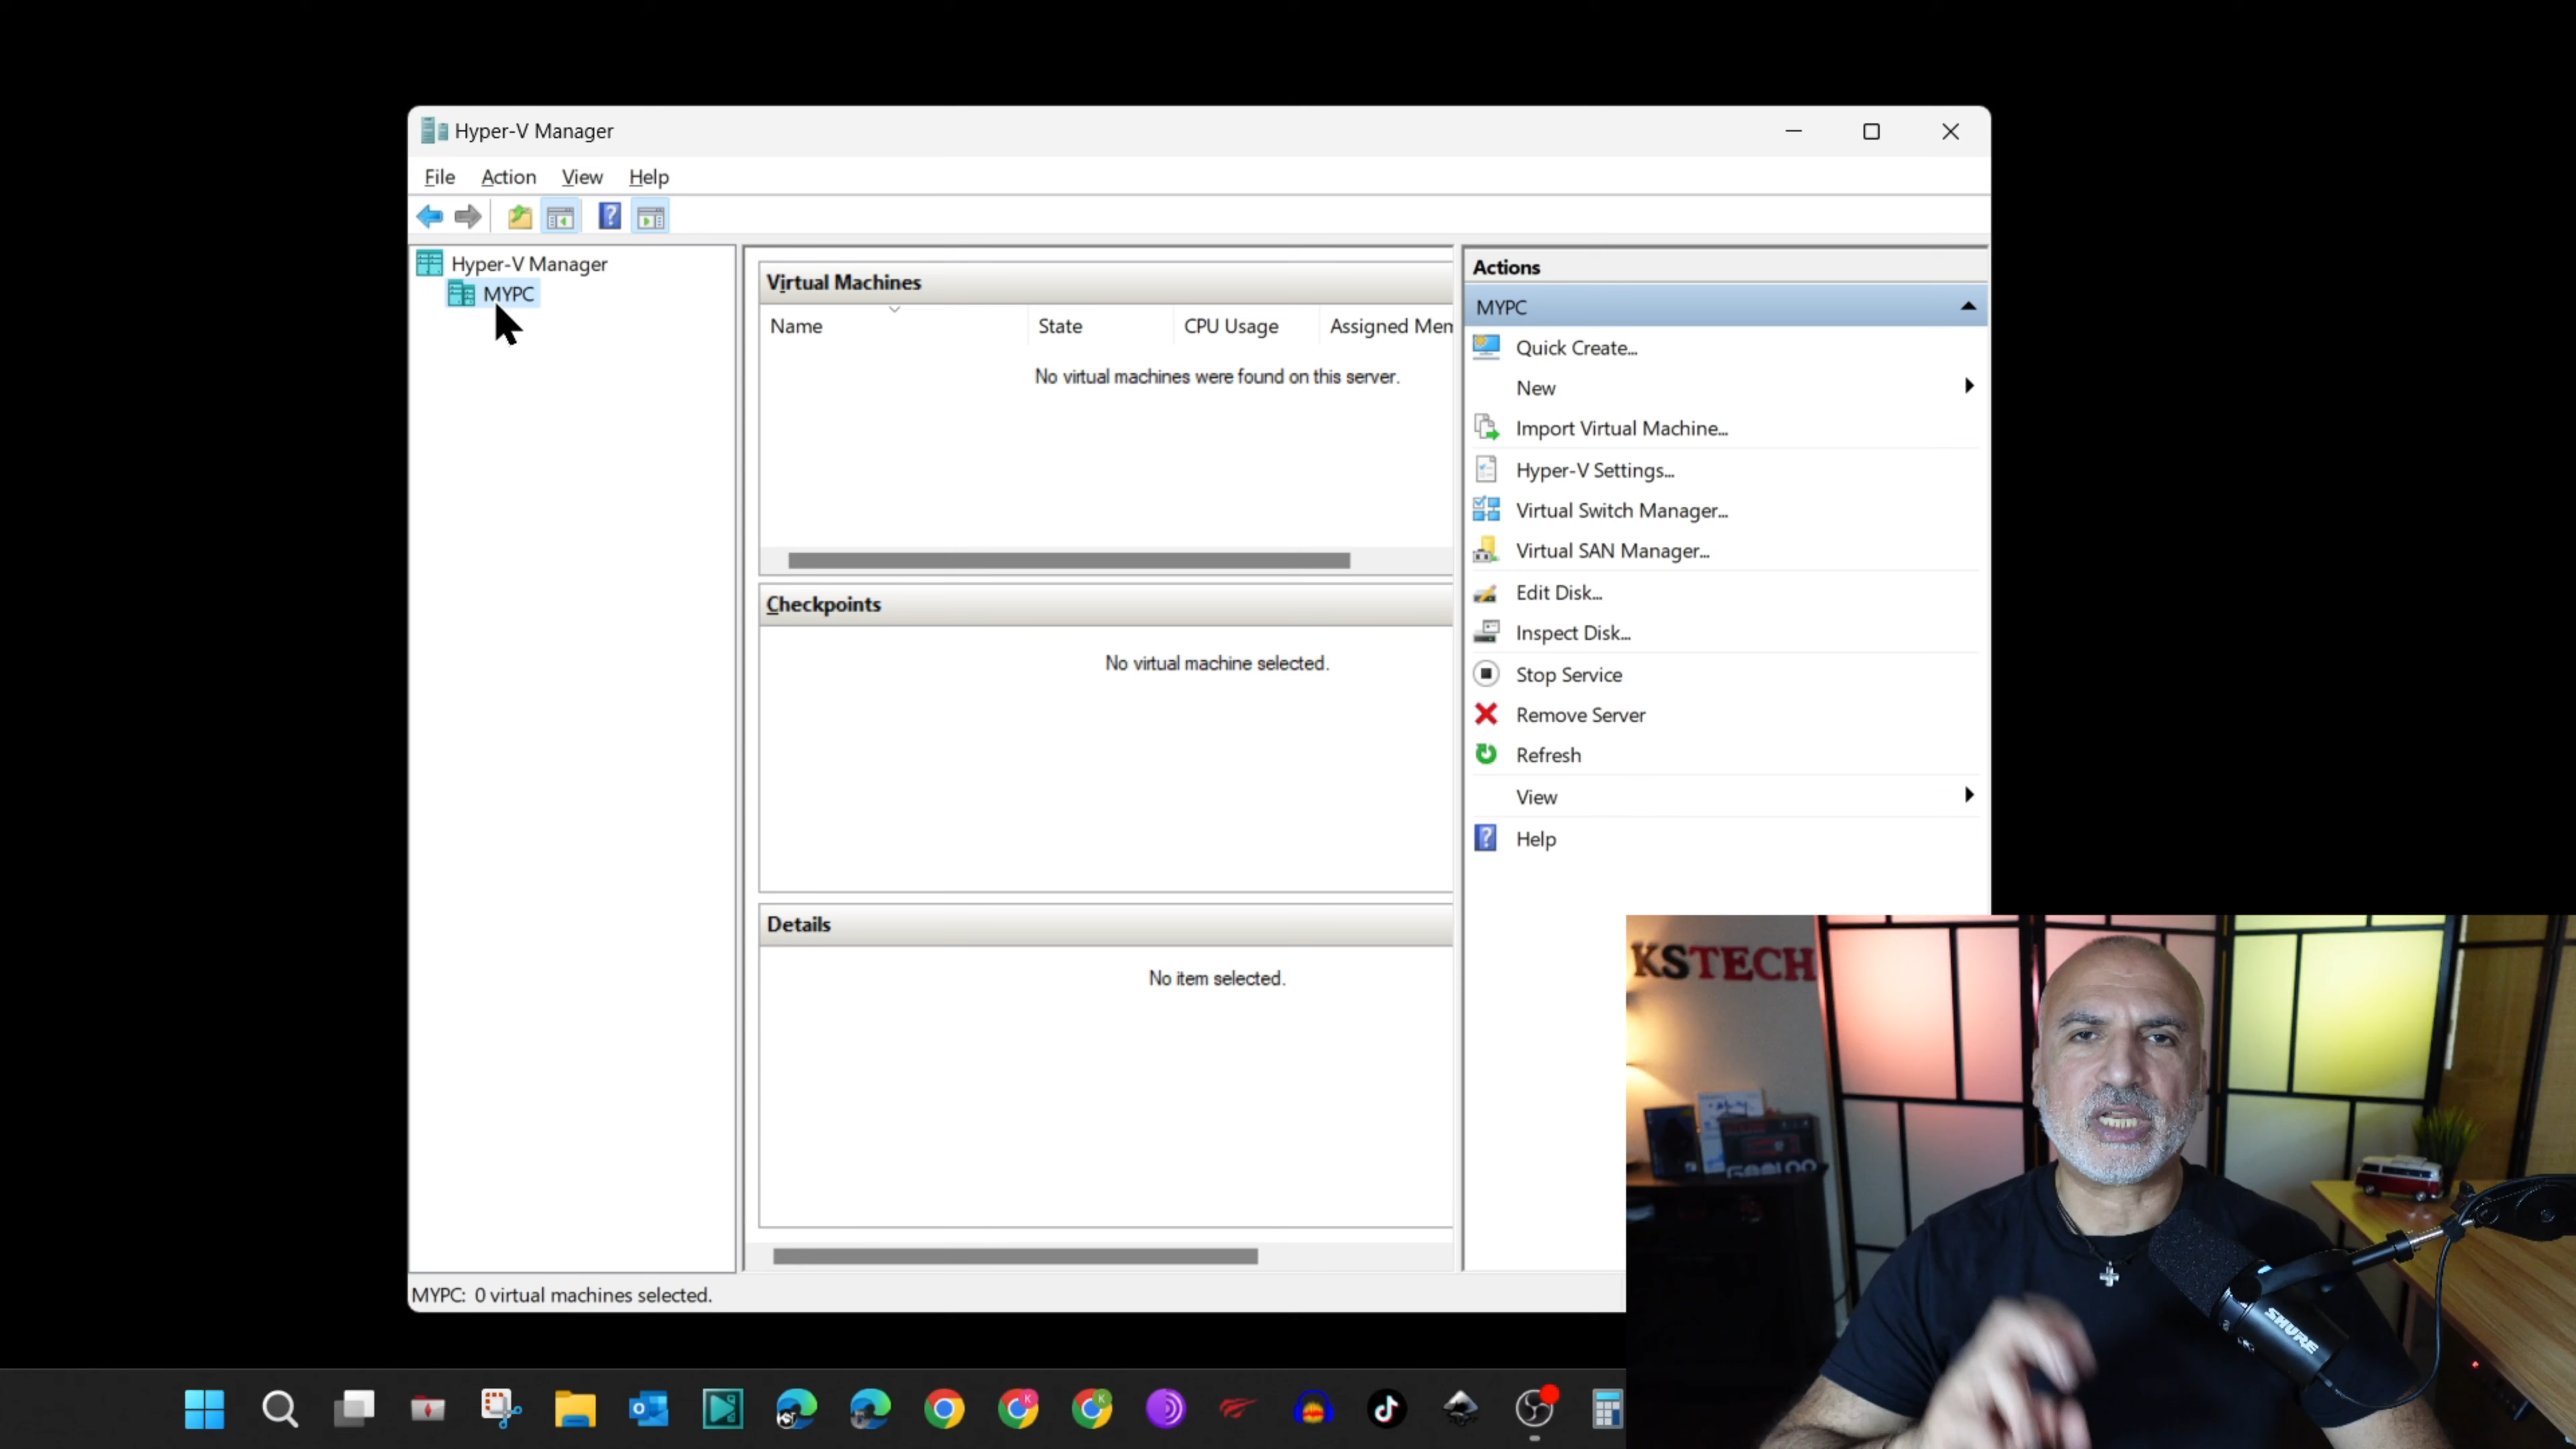 Hyper-V Manager
File Action View Help
Hyper-V Manager
MYPC
Virtual Machines
Name State CPU Usage Assigned Mem
No virtual machines were found on this server.
Checkpoints
No virtual machine selected.
Details
No item selected.
Actions
MYPC
Quick Create...
New
Import Virtual Machine...
Hyper-V Settings...
Virtual Switch Manager...
Virtual SAN Manager...
Edit Disk...
Inspect Disk...
Stop Service
Remove Server
Refresh
View
Help
MYPC: 0 virtual machines selected.
KSTECH
SHURE